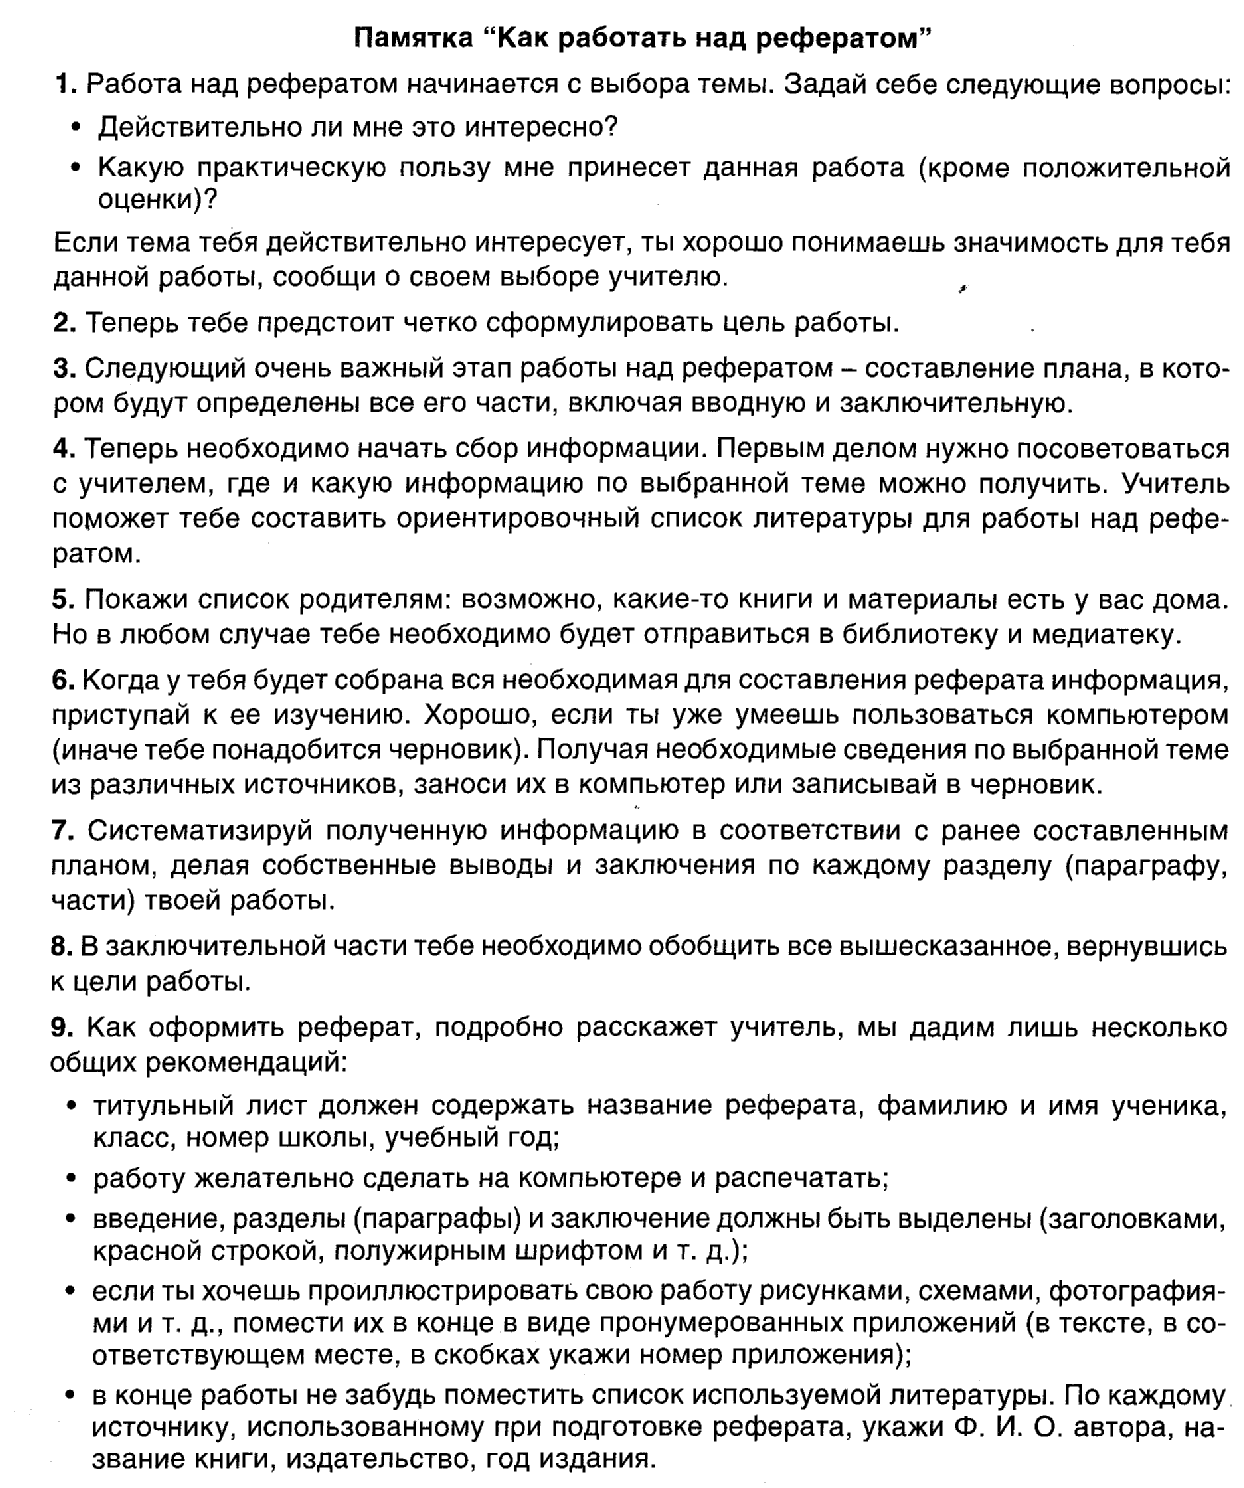 Памятка “Как работать над рефератом”
1. Работа над рефератом начинается с выбора темы. Задай себе следующие вопросы:
• Действительно ли мне это интересно?
• Какую практическую пользу мне принесет данная работа (кроме положительной
оценки)?
Если тема тебя действительно интересует, ты хорошо понимаешь значимость для тебя
данной работы, сообщи о своем выборе учителю.
2. Теперь тебе предстоит четко сформулировать цель работы.
3. Следующий очень важный этап работы над рефератом – составление плана, в кото-
ром будут определены все его части, включая вводную и заключительную.
4. Теперь необходимо начать сбор информации. Первым делом нужно посоветоваться
с учителем, где и какую информацию по выбранной теме можно получить. Учитель
поможет тебе составить ориентировочный список литературы для работы над рефе-
ратом.
5. Покажи список родителям: возможно, какие-то книги и материалы есть у вас дома.
Но в любом случае тебе необходимо будет отправиться в библиотеку и медиатеку.
6. Когда у тебя будет собрана вся необходимая для составления реферата информация,
приступай к ее изучению. Хорошо, если ты уже умеешь пользоваться компьютером
(иначе тебе понадобится черновик). Получая необходимые сведения по выбранной теме
из различных источников, заноси их в компьютер или записывай в черновик.
7. Систематизируй полученную информацию в соответствии с ранее составленным
планом, делая собственные выводы и заключения по каждому разделу (параграфу,
части) твоей работы.
8. В заключительной части тебе необходимо обобщить все вышесказанное, вернувшись
к цели работы.
9. Как оформить реферат, подробно расскажет учитель, мы дадим лишь несколько
общих рекомендаций:
• титульный лист должен содержать название реферата, фамилию и имя ученика,
класс, номер школы, учебный год;
• работу желательно сделать на компьютере и распечатать;
• введение, разделы (параграфы) и заключение должны быть выделены (заголовками,
красной строкой, полужирным шрифтом и т. д.);
• если ты хочешь проиллюстрировать свою работу рисунками, схемами, фотография-
ми и т. д., помести их в конце в виде пронумерованных приложений (в тексте, в со-
ответствующем месте, в скобках укажи номер приложения);
• в конце работы не забудь поместить список используемой литературы. По каждому
источнику, использованному при подготовке реферата, укажи Ф. И. О. автора, на-
звание книги, издательство, год издания.